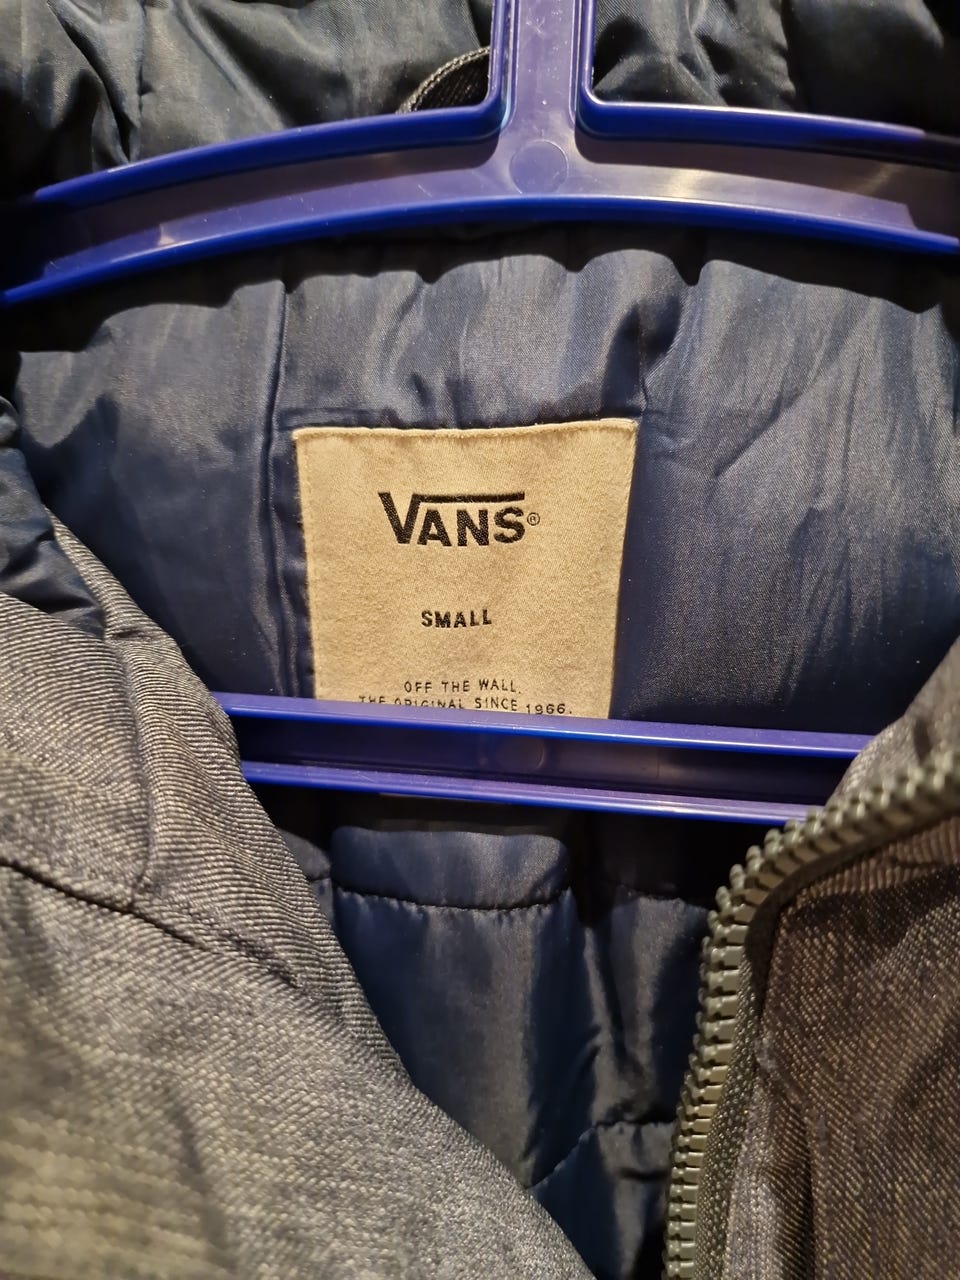 VANS®
SMALL
OFF THE WALL.
THE ORIGINAL SINCE 1966.